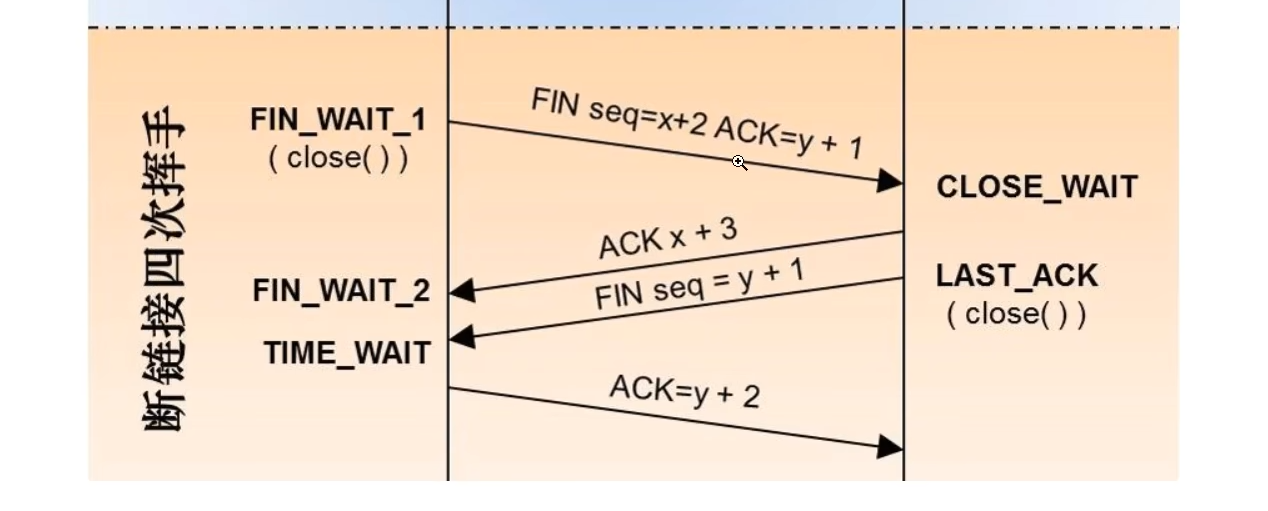 断链接四次挥手
FIN_WAIT_1
( close( ) )
FIN seq=x+2 ACK=y + 1
CLOSE_WAIT
ACK x + 3
FIN_WAIT_2
FIN seq = y + 1
LAST_ACK
( close( ) )
TIME_WAIT
ACK=y + 2